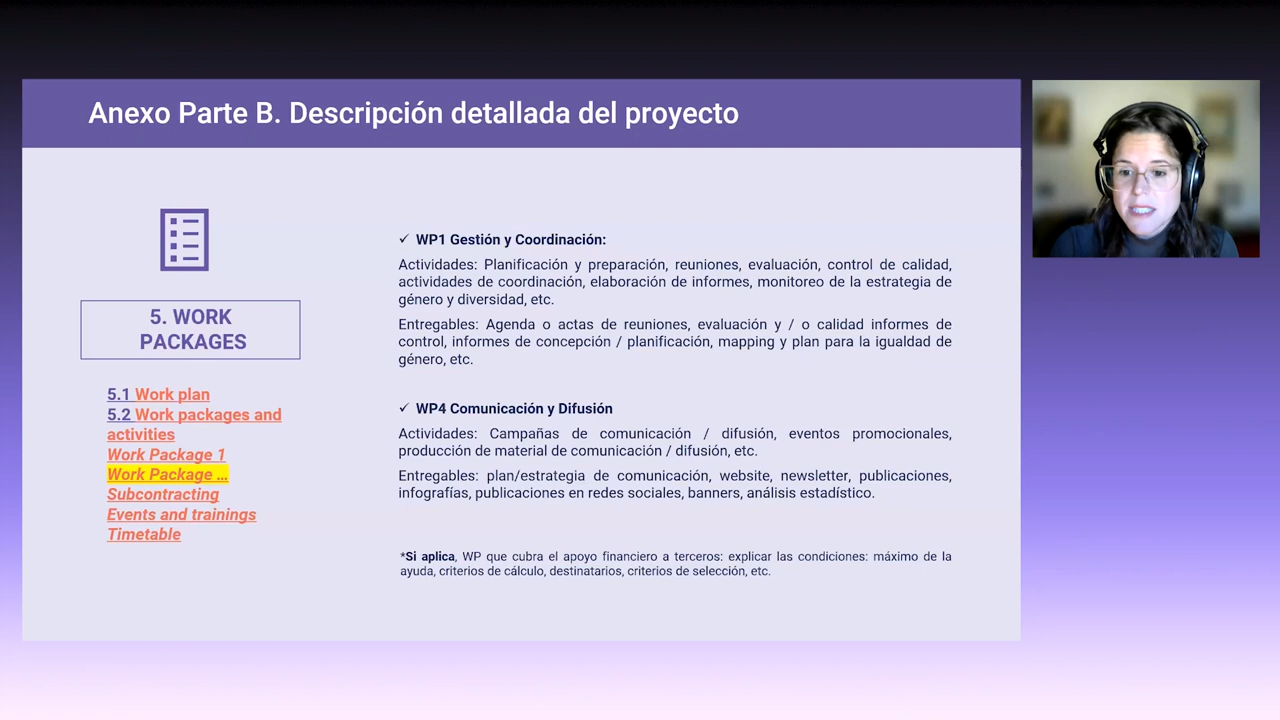 Anexo Parte B. Descripción detallada del proyecto
5. WORK
PACKAGES
5.1 Work plan
5.2 Work packages and
activities
Work Package 1
Work Package …
Subcontracting
Events and trainings
Timetable
✓ WP1 Gestión y Coordinación:
Actividades: Planificación y preparación, reuniones, evaluación, control de calidad,
actividades de coordinación, elaboración de informes, monitoreo de la estrategia de
género y diversidad, etc.
Entregables: Agenda o actas de reuniones, evaluación y / o calidad informes de
control, informes de concepción / planificación, mapping y plan para la igualdad de
género, etc.
✓ WP4 Comunicación y Difusión
Actividades: Campañas de comunicación / difusión, eventos promocionales,
producción de material de comunicación / difusión, etc.
Entregables: plan/estrategia de comunicación, website, newsletter, publicaciones,
infografías, publicaciones en redes sociales, banners, análisis estadístico.
*Si aplica, WP que cubra el apoyo financiero a terceros: explicar las condiciones: máximo de la
ayuda, criterios de cálculo, destinatarios, criterios de selección, etc.